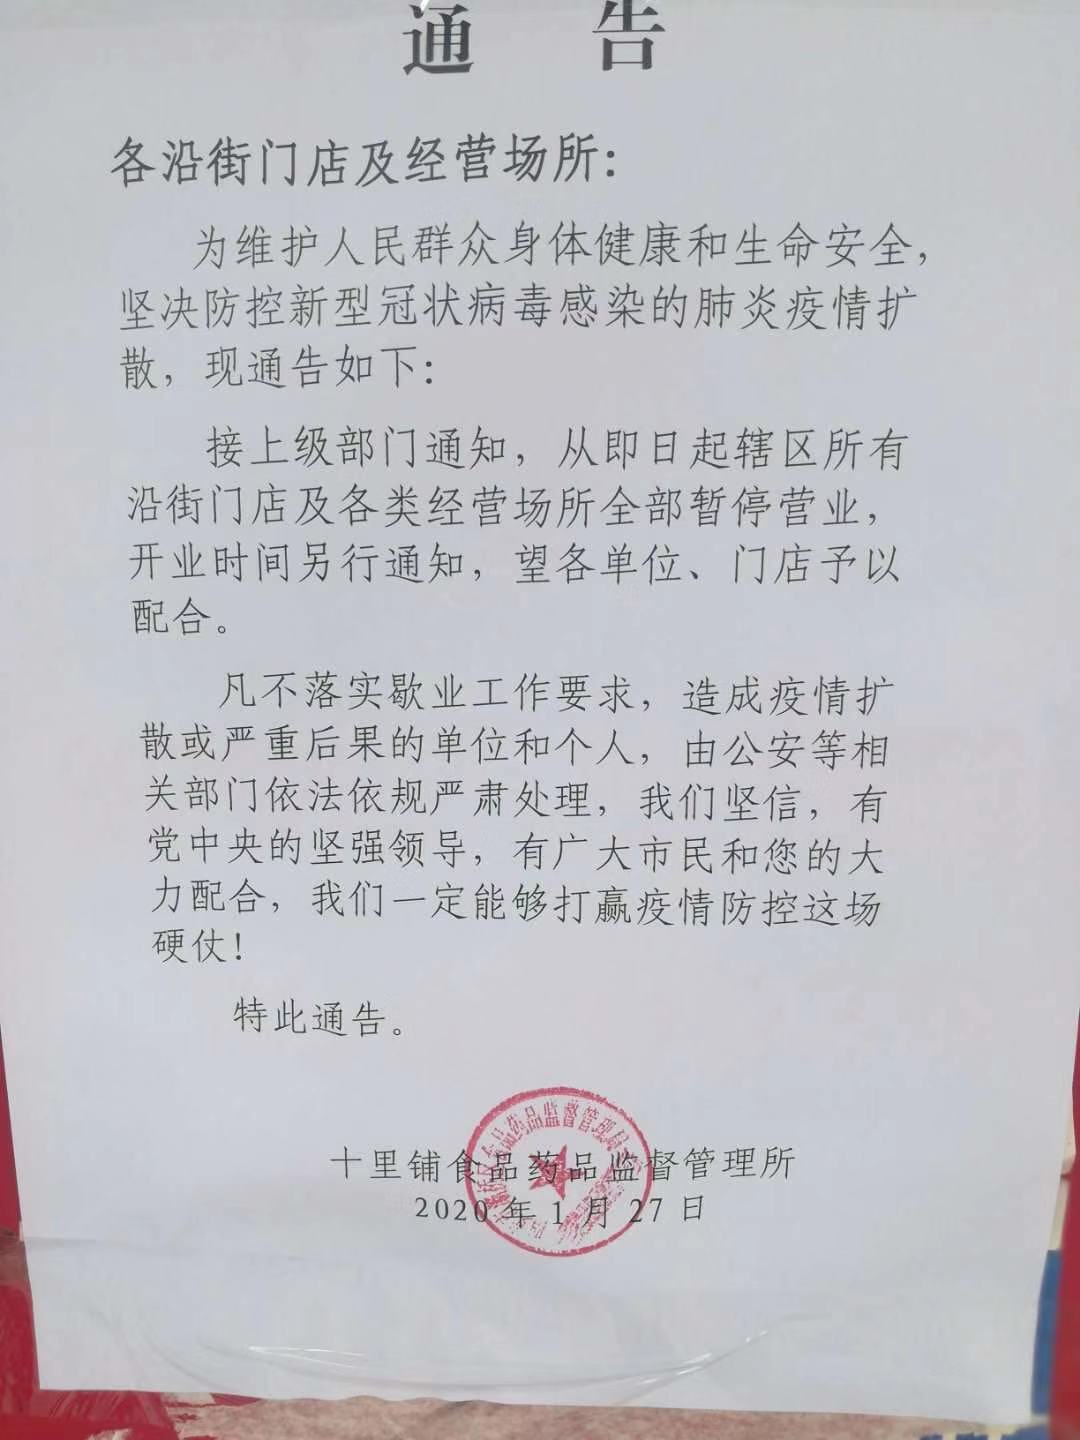 通 告
各沿街门店及经营场所：
为维护人民群众身体健康和生命安全，
坚决防控新型冠状病毒感染的肺炎疫情扩
散，现通告如下：
接上级部门通知，从即日起辖区所有
沿街门店及各类经营场所全部暂停营业，
开业时间另行通知，望各单位、门店予以
配合。
凡不落实歇业工作要求，造成疫情扩
散或严重后果的单位和个人，由公安等相
关部门依法依规严肃处理，我们坚信，有
党中央的坚强领导，有广大市民和您的大
力配合，我们一定能够打赢疫情防控这场
硬仗！
特此通告。
食品药品监督管理局
十里铺食品药品监督管理所
2020 年 1 月 27 日